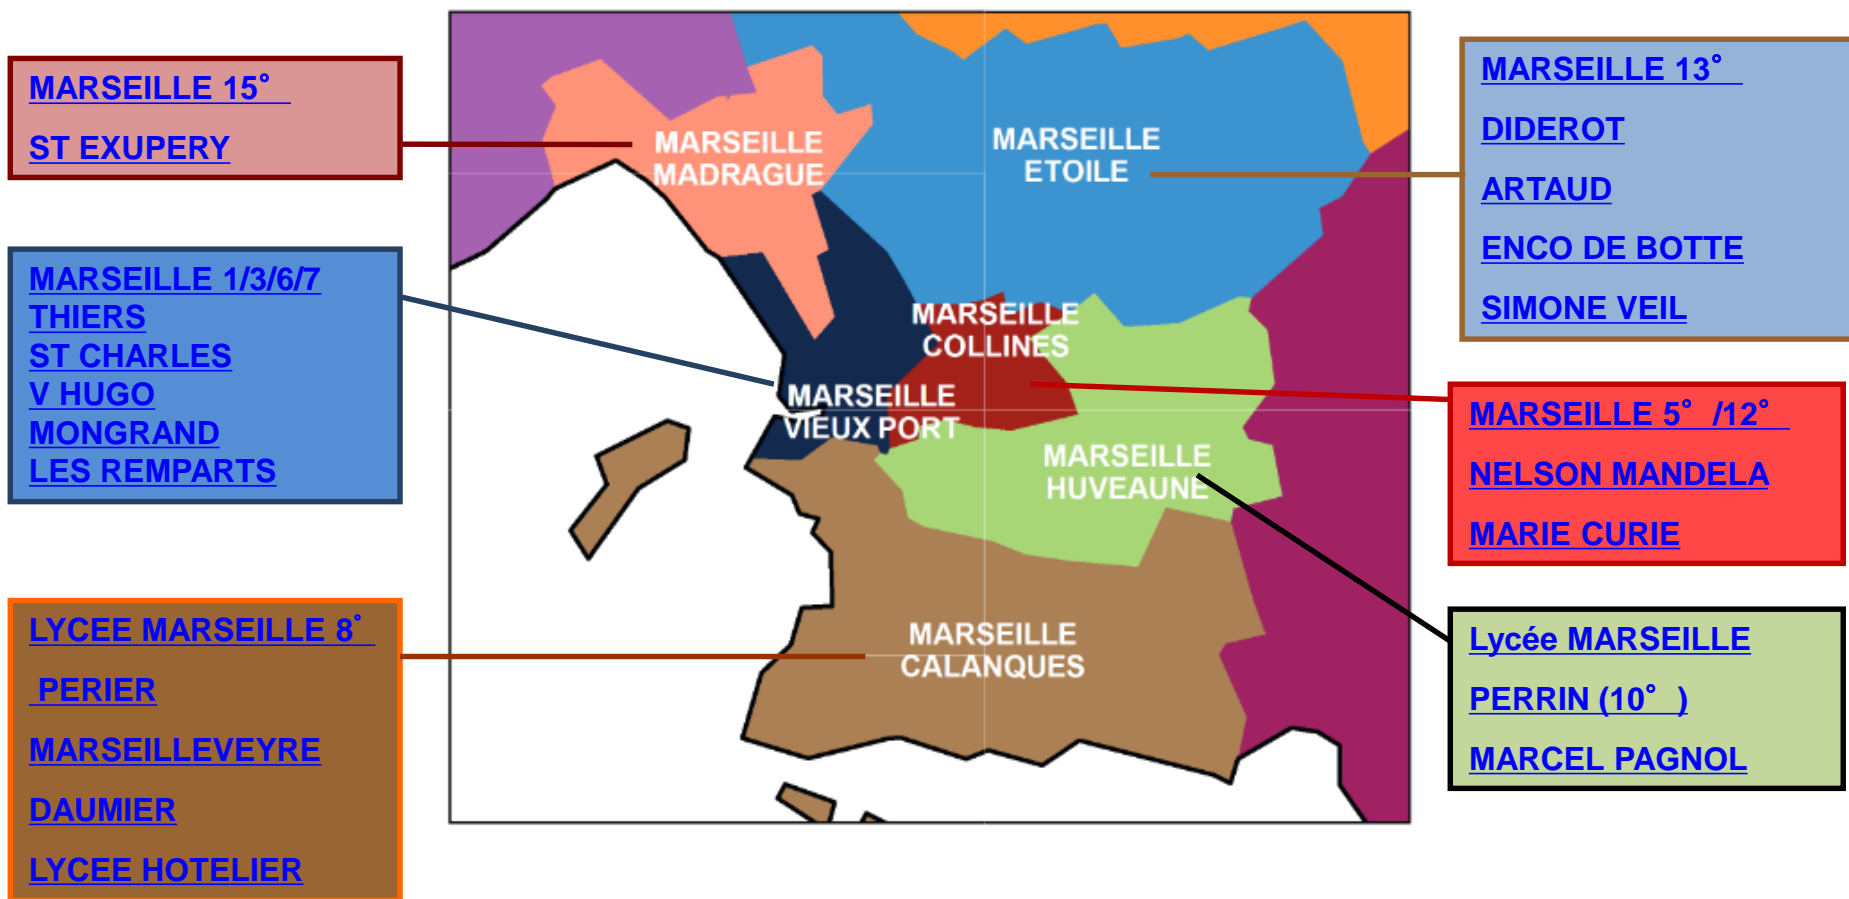 MARSEILLE 15°
ST EXUPERY
MARSEILLE 1/3/6/7
THIERS
ST CHARLES
V HUGO
MONGRAND
LES REMPARTS
LYCEE MARSEILLE 8°
PERIER
MARSEILLEVEYRE
DAUMIER
LYCEE HOTELIER
MARSEILLE
MADRAGUE
MARSEILLE
ETOILE
MARSEILLE
COLLINES
MARSEILLE
VIEUX PORT
MARSEILLE
HUVEAUNE
MARSEILLE
CALANQUES
MARSEILLE 13°
DIDEROT
ARTAUD
ENCO DE BOTTE
SIMONE VEIL
MARSEILLE 5° /12°
NELSON MANDELA
MARIE CURIE
Lycée MARSEILLE
PERRIN (10° )
MARCEL PAGNOL